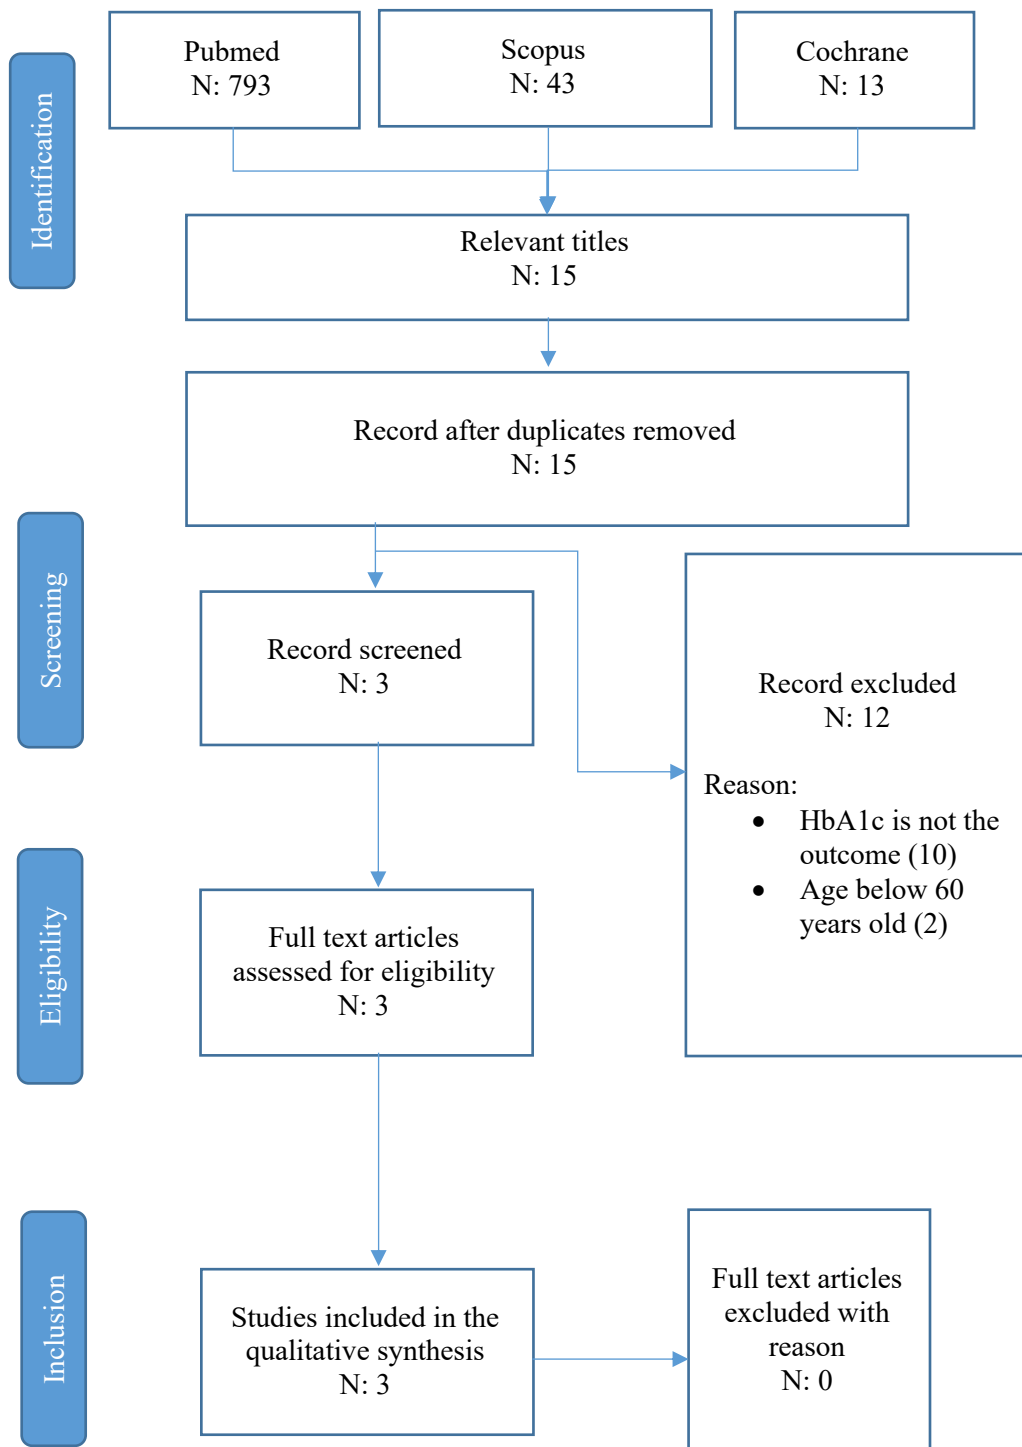 Identification
Pubmed
N: 793
Scopus
N: 43
Cochrane
N: 13
Relevant titles
N: 15
Record after duplicates removed
N: 15
Screening
Record screened
N: 3
Record excluded
N: 12
Reason:
• HbA1c is not the
outcome (10)
• Age below 60
years old (2)
Eligibility
Full text articles
assessed for eligibility
N: 3
Inclusion
Studies included in the
qualitative synthesis
N: 3
Full text articles
excluded with
reason
N: 0